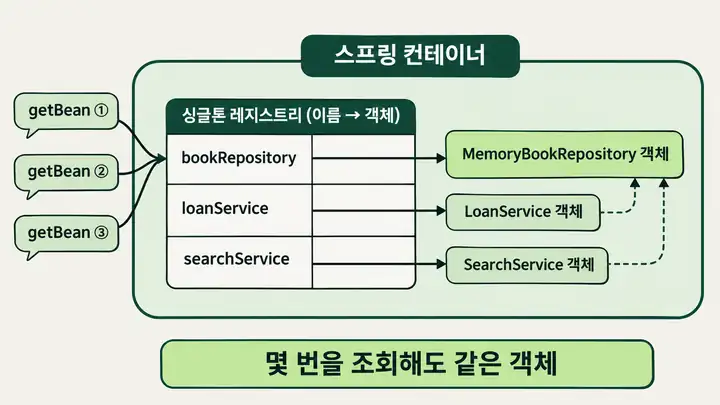 스프링 컨테이너
getBean ①
getBean ②
getBean ③
싱글톤 레지스트리 (이름 → 객체)
bookRepository
MemoryBookRepository 객체
loanService
LoanService 객체
searchService
SearchService 객체
몇 번을 조회해도 같은 객체